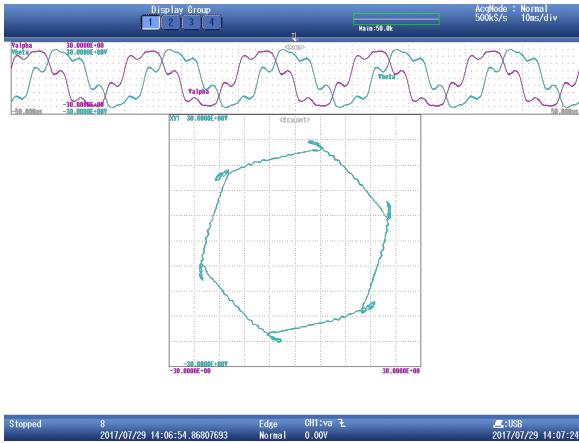 Display Group
1 2 3 4
Main:50.0k
AcqMode : Normal
500kS/s 10ms/div
Valpha 30.0000E+00
Vbeta 30.0000E+00V
<Main>
Valpha
Vbeta
-30.0000E+00
-50.000ms -30.0000E+00V 50.000ms
XY1 30.0000E+00V
-30.0000E+00V
-30.0000E+00 30.0000E+00
Stopped 8 Edge CH1:va
2017/07/29 14:06:54.86807693 Normal 0.00V
:USB
2017/07/29 14:07:24